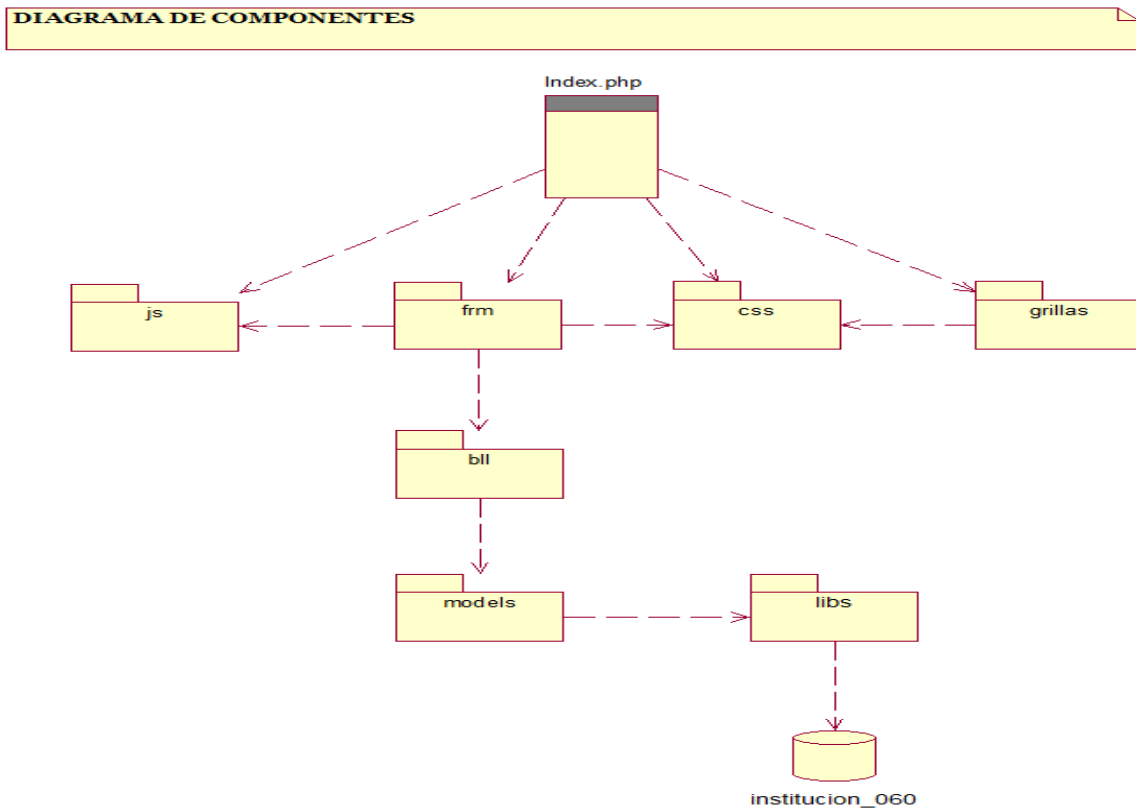 DIAGRAMA DE COMPONENTES
Index.php
js
frm
css
grillas
bll
models
libs
institucion_060